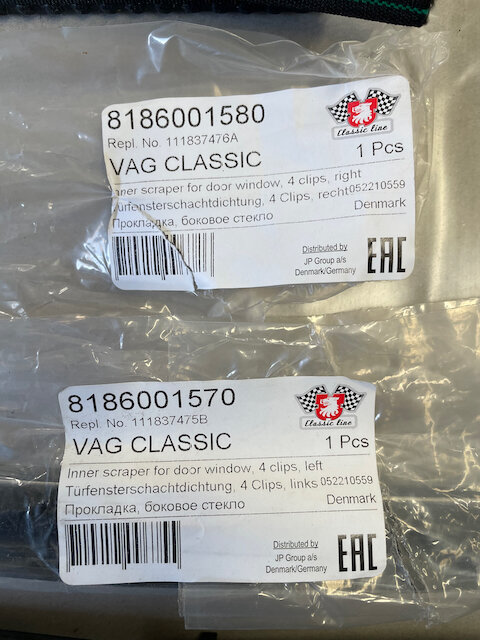 8186001580
Repl. No. 111837476A
Classic line
VAG CLASSIC 1 Pcs
Inner scraper for door window, 4 clips, right
Türfensterschachtdichtung, 4 Clips, recht 052210559
Прокладка, боковое стекло Denmark
Distributed by
JP Group a/s
Denmark/Germany
EAC
8186001570
Repl. No. 111837475B
Classic line
VAG CLASSIC 1 Pcs
Inner scraper for door window, 4 clips, left
Türfensterschachtdichtung, 4 Clips, links 052210559
Прокладка, боковое стекло Denmark
Distributed by
JP Group a/s
Denmark/Germany
EAC